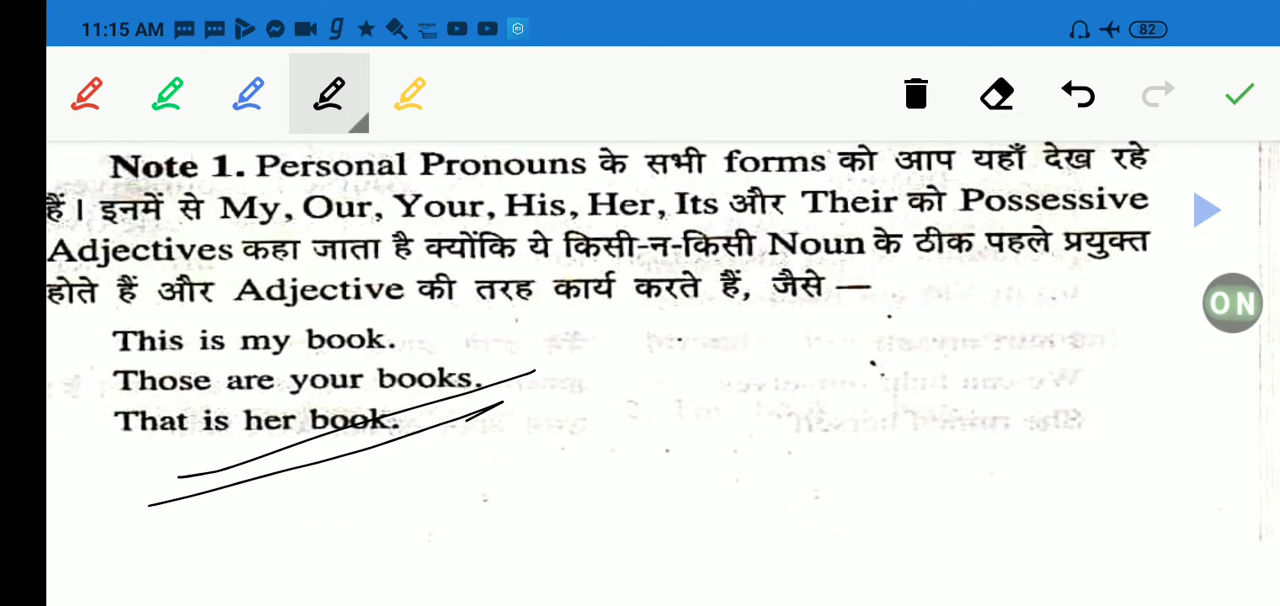 11:15 AM
g
82
Note 1. Personal Pronouns के सभी forms को आप यहाँ देख रहे
हैं। इनमें से My, Our, Your, His, Her, Its और Their को Possessive
Adjectives कहा जाता है क्योंकि ये किसी-न-किसी Noun के ठीक पहले प्रयुक्त
होते हैं और Adjective की तरह कार्य करते हैं, जैसे —
ON
This is my book.
Those are your books.
That is her book.